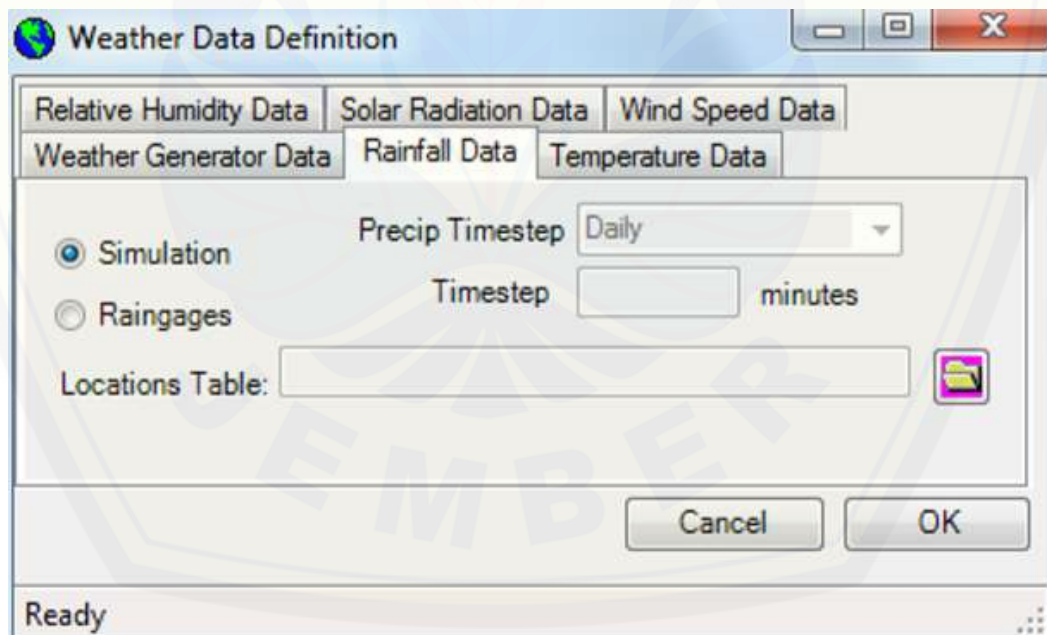 Weather Data Definition
Relative Humidity Data Solar Radiation Data Wind Speed Data
Weather Generator Data Rainfall Data Temperature Data
Precip Timestep Daily
Simulation
Timestep minutes
Raingages
Locations Table:
JEMBER
Cancel OK
Ready